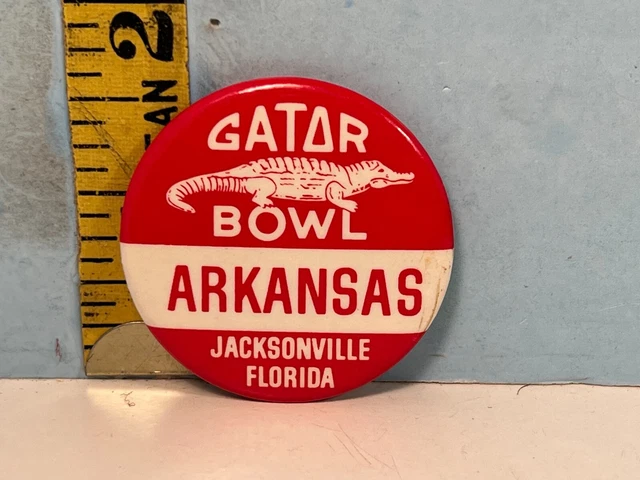 2
GATOR
BOWL
ARKANSAS
JACKSONVILLE
FLORIDA